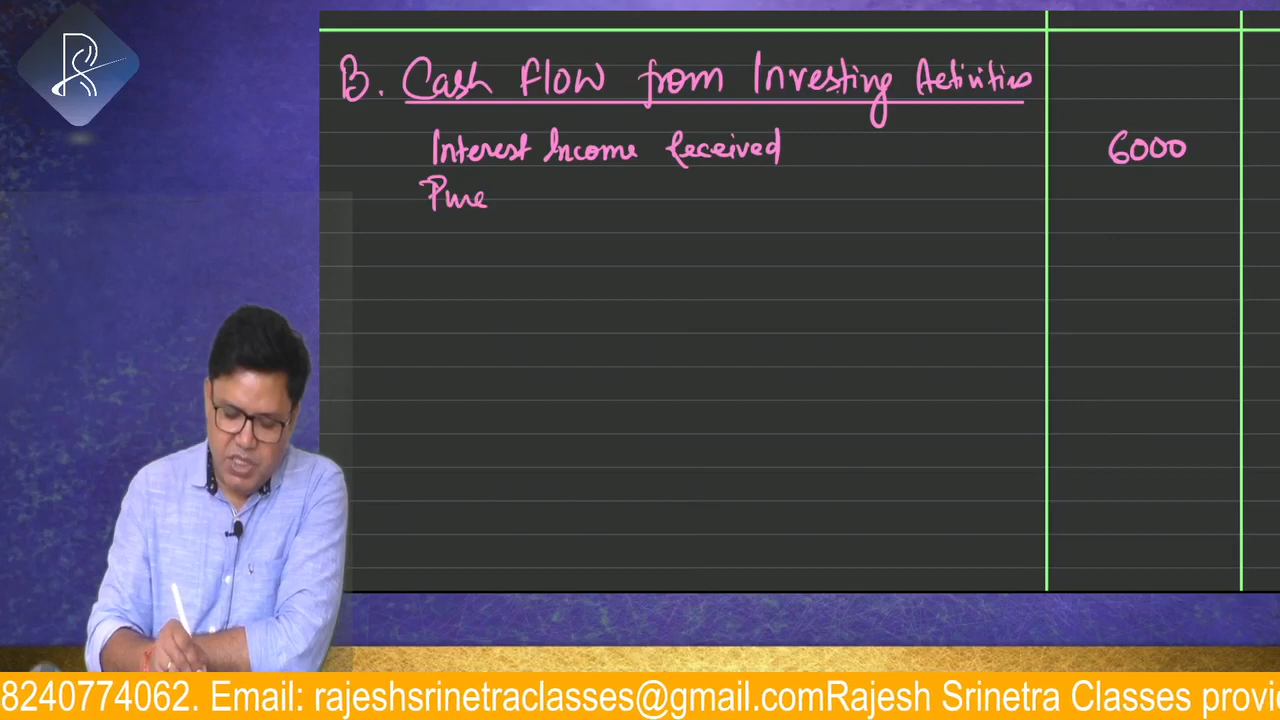 B. Cash Flow from Investing Activities
Interest Income Received 6000
Pure
8240774062. Email: rajeshsrinetraclasses@gmail.comRajesh Srinetra Classes provi